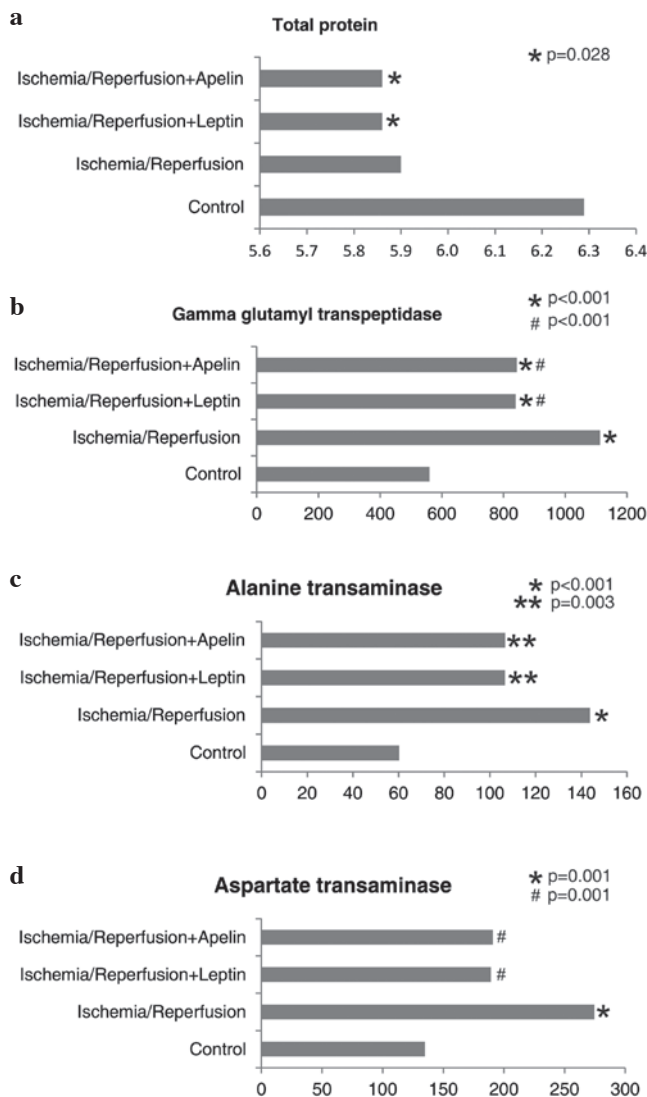 a
Total protein
* p=0.028
Ischemia/Reperfusion+Apelin *
Ischemia/Reperfusion+Leptin *
Ischemia/Reperfusion
Control
5.6 5.7 5.8 5.9 6.0 6.1 6.2 6.3 6.4
b
Gamma glutamyl transpeptidase
* p<0.001
# p<0.001
Ischemia/Reperfusion+Apelin *#
Ischemia/Reperfusion+Leptin *#
Ischemia/Reperfusion *
Control
0 200 400 600 800 1000 1200
c
Alanine transaminase
* p<0.001
** p=0.003
Ischemia/Reperfusion+Apelin **
Ischemia/Reperfusion+Leptin **
Ischemia/Reperfusion *
Control
0 20 40 60 80 100 120 140 160
d
Aspartate transaminase
* p=0.001
# p=0.001
Ischemia/Reperfusion+Apelin #
Ischemia/Reperfusion+Leptin #
Ischemia/Reperfusion *
Control
0 50 100 150 200 250 300